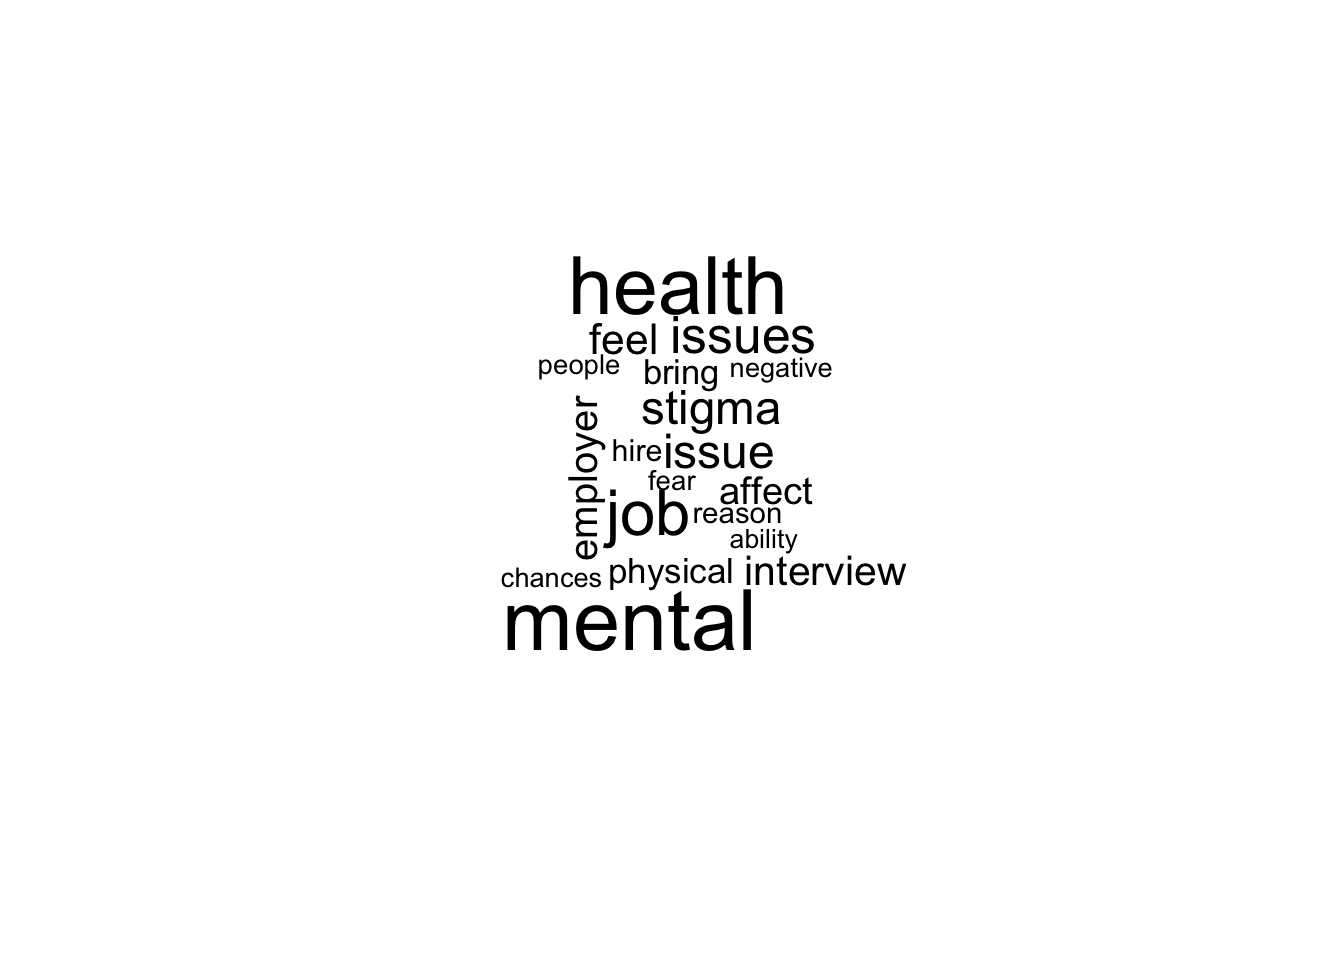 health
feel issues
people bring negative
stigma
employer
hire issue
fear
affect
job reason
ability
chances physical interview
mental